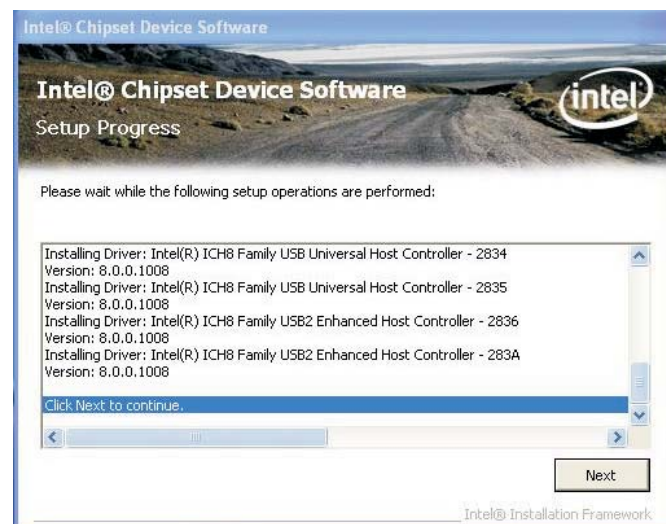 Intel® Chipset Device Software
Intel® Chipset Device Software
intel
Setup Progress
Please wait while the following setup operations are performed:
Installing Driver: Intel(R) ICH8 Family USB Universal Host Controller - 2834
Version: 8.0.0.1008
Installing Driver: Intel(R) ICH8 Family USB Universal Host Controller - 2835
Version: 8.0.0.1008
Installing Driver: Intel(R) ICH8 Family USB2 Enhanced Host Controller - 2836
Version: 8.0.0.1008
Installing Driver: Intel(R) ICH8 Family USB2 Enhanced Host Controller - 283A
Version: 8.0.0.1008
Click Next to continue.
Next
Intel® Installation Framework